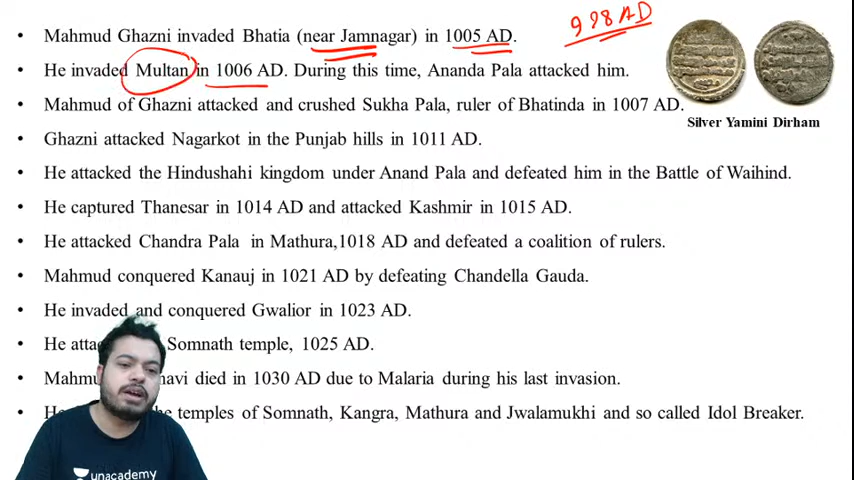 998 AD
• Mahmud Ghazni invaded Bhatia (near Jamnagar) in 1005 AD.
• He invaded Multan in 1006 AD. During this time, Ananda Pala attacked him.
• Mahmud of Ghazni attacked and crushed Sukha Pala, ruler of Bhatinda in 1007 AD.
Silver Yamini Dirham
• Ghazni attacked Nagarkot in the Punjab hills in 1011 AD.
• He attacked the Hindushahi kingdom under Anand Pala and defeated him in the Battle of Waihind.
• He captured Thanesar in 1014 AD and attacked Kashmir in 1015 AD.
• He attacked Chandra Pala in Mathura,1018 AD and defeated a coalition of rulers.
• Mahmud conquered Kanauj in 1021 AD by defeating Chandella Gauda.
• He invaded and conquered Gwalior in 1023 AD.
• He Somnath temple, 1025 AD.
• died in 1030 AD due to Malaria during his last invasion.
• temples of Somnath, Kangra, Mathura and Jwalamukhi and so called Idol Breaker.
unacademy